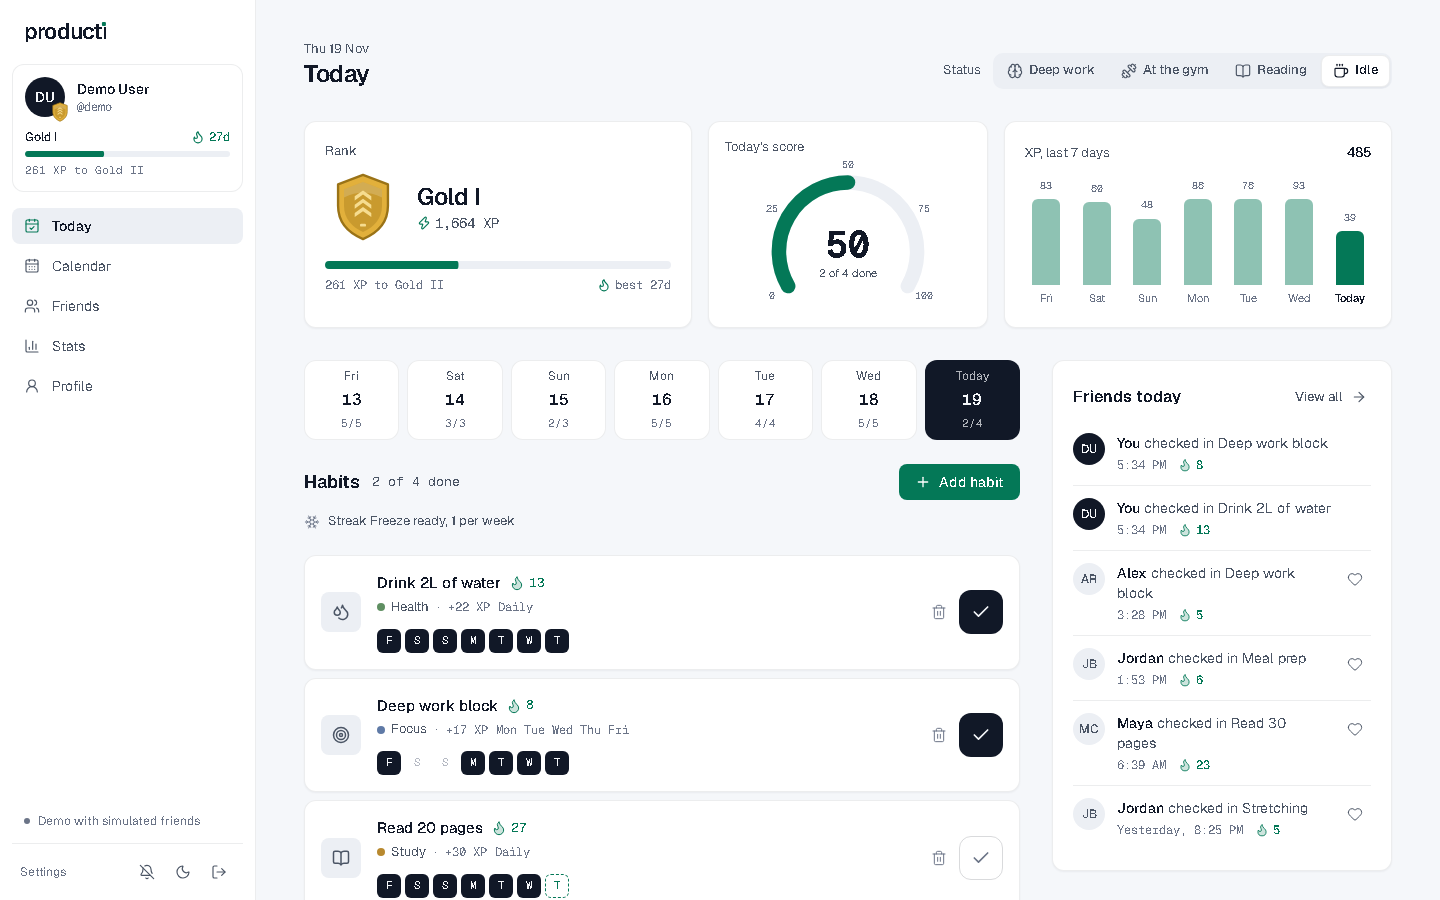 producti
DU
Demo User
@demo
Gold I
27d
261 XP to Gold II
Today
Calendar
Friends
Stats
Profile
Demo with simulated friends
Settings
Thu 19 Nov
Today
Status
Deep work
At the gym
Reading
Idle
Rank
Gold I
1,664 XP
261 XP to Gold II
best 27d
Today's score
0
25
50
75
100
50
2 of 4 done
XP, last 7 days
485
83
60
48
86
76
93
39
Fri
Sat
Sun
Mon
Tue
Wed
Today
Fri
13
5/5
Sat
14
3/3
Sun
15
2/3
Mon
16
5/5
Tue
17
4/4
Wed
18
5/5
Today
19
2/4
Habits
2 of 4 done
Add habit
Streak Freeze ready, 1 per week
Drink 2L of water
13
Health · +22 XP Daily
F S S M T W T
Deep work block
8
Focus · +17 XP Mon Tue Wed Thu Fri
F S S M T W T
Read 20 pages
27
Study · +30 XP Daily
F S S M T W T
Friends today
View all
DU
You checked in Deep work block
5:34 PM
8
DU
You checked in Drink 2L of water
5:34 PM
13
AR
Alex checked in Deep work
block
3:28 PM
5
JB
Jordan checked in Meal prep
1:53 PM
6
MC
Maya checked in Read 30
pages
6:39 AM
23
JB
Jordan checked in Stretching
Yesterday, 8:25 PM
5